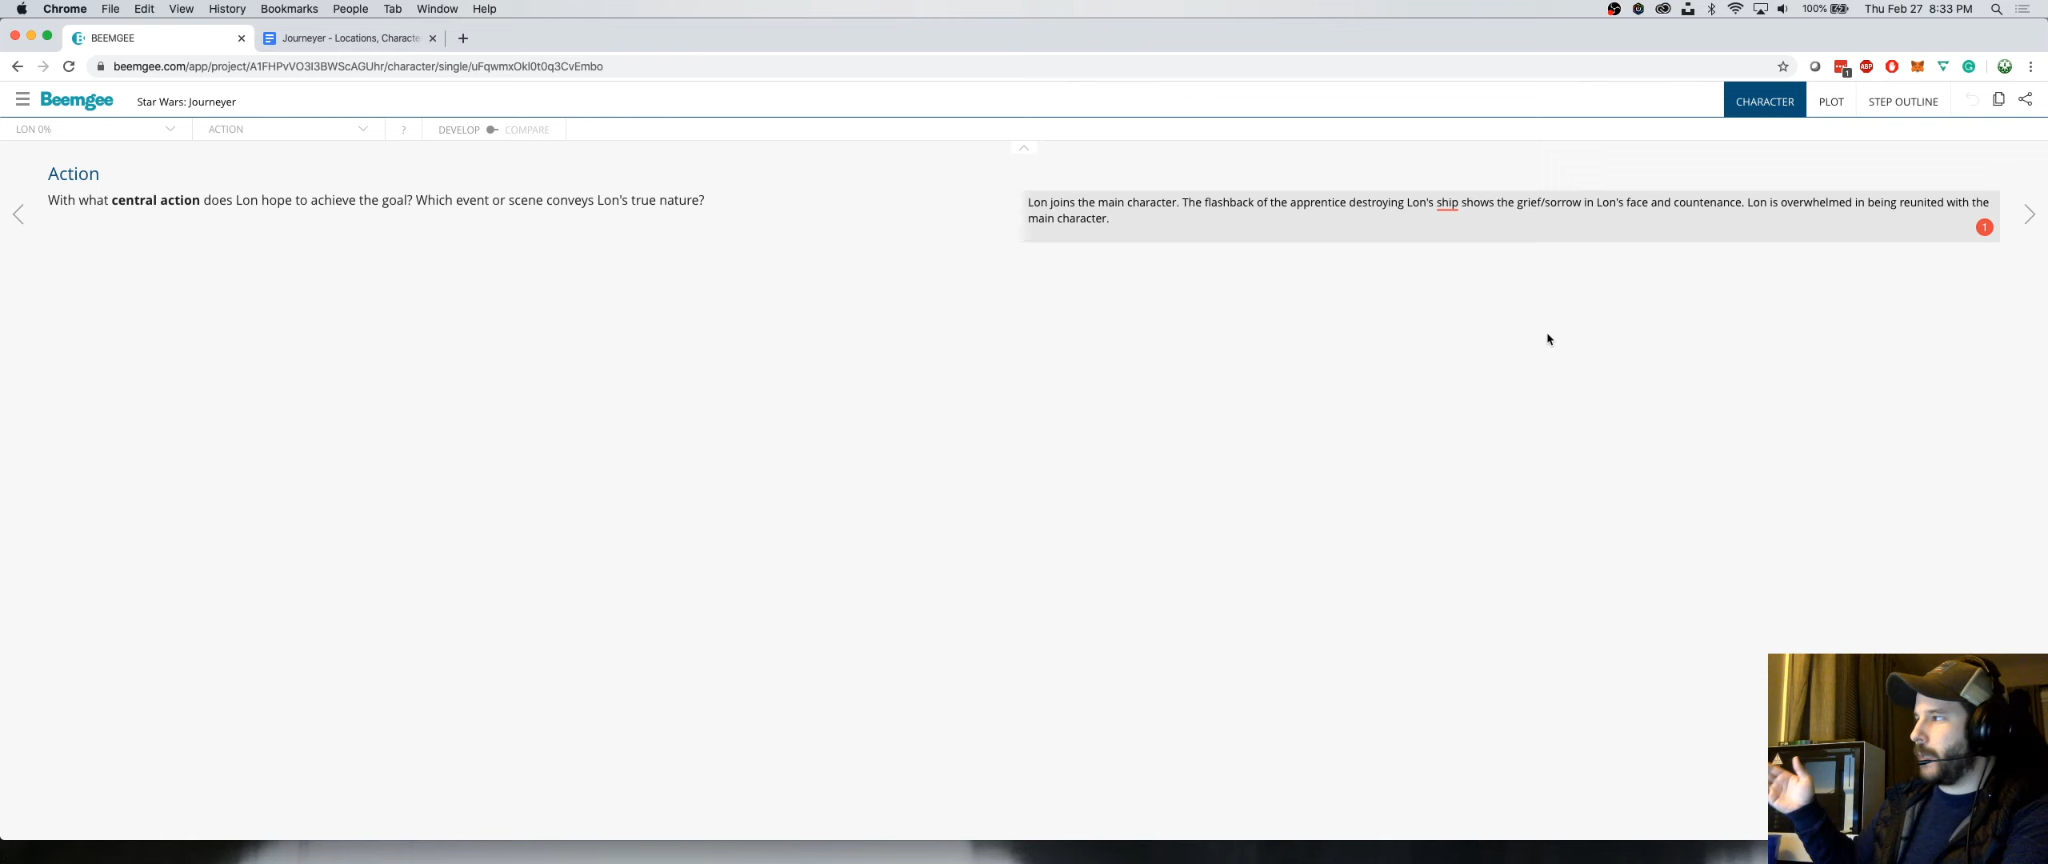 Chrome File Edit View History Bookmarks People Tab Window Help 100% Thu Feb 27 8:33 PM
BEEMGEE Journeyer - Locations, Characte
beemgee.com/app/project/A1FHPvVO3I3BWScAGUhr/character/single/uFqwmxOkl0t0q3CvEmbo ABP 1
Beemgee Star Wars: Journeyer CHARACTER PLOT STEP OUTLINE
LON 0% ACTION ? DEVELOP COMPARE
Action
With what central action does Lon hope to achieve the goal? Which event or scene conveys Lon's true nature?
Lon joins the main character. The flashback of the apprentice destroying Lon's ship shows the grief/sorrow in Lon's face and countenance. Lon is overwhelmed in being reunited with the
main character.
1